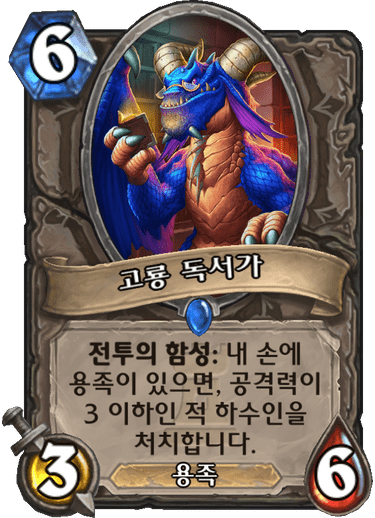 6
고룡 독서가
전투의 함성: 내 손에
용족이 있으면, 공격력이
3 이하인 적 하수인을
처치합니다.
3
용족
6